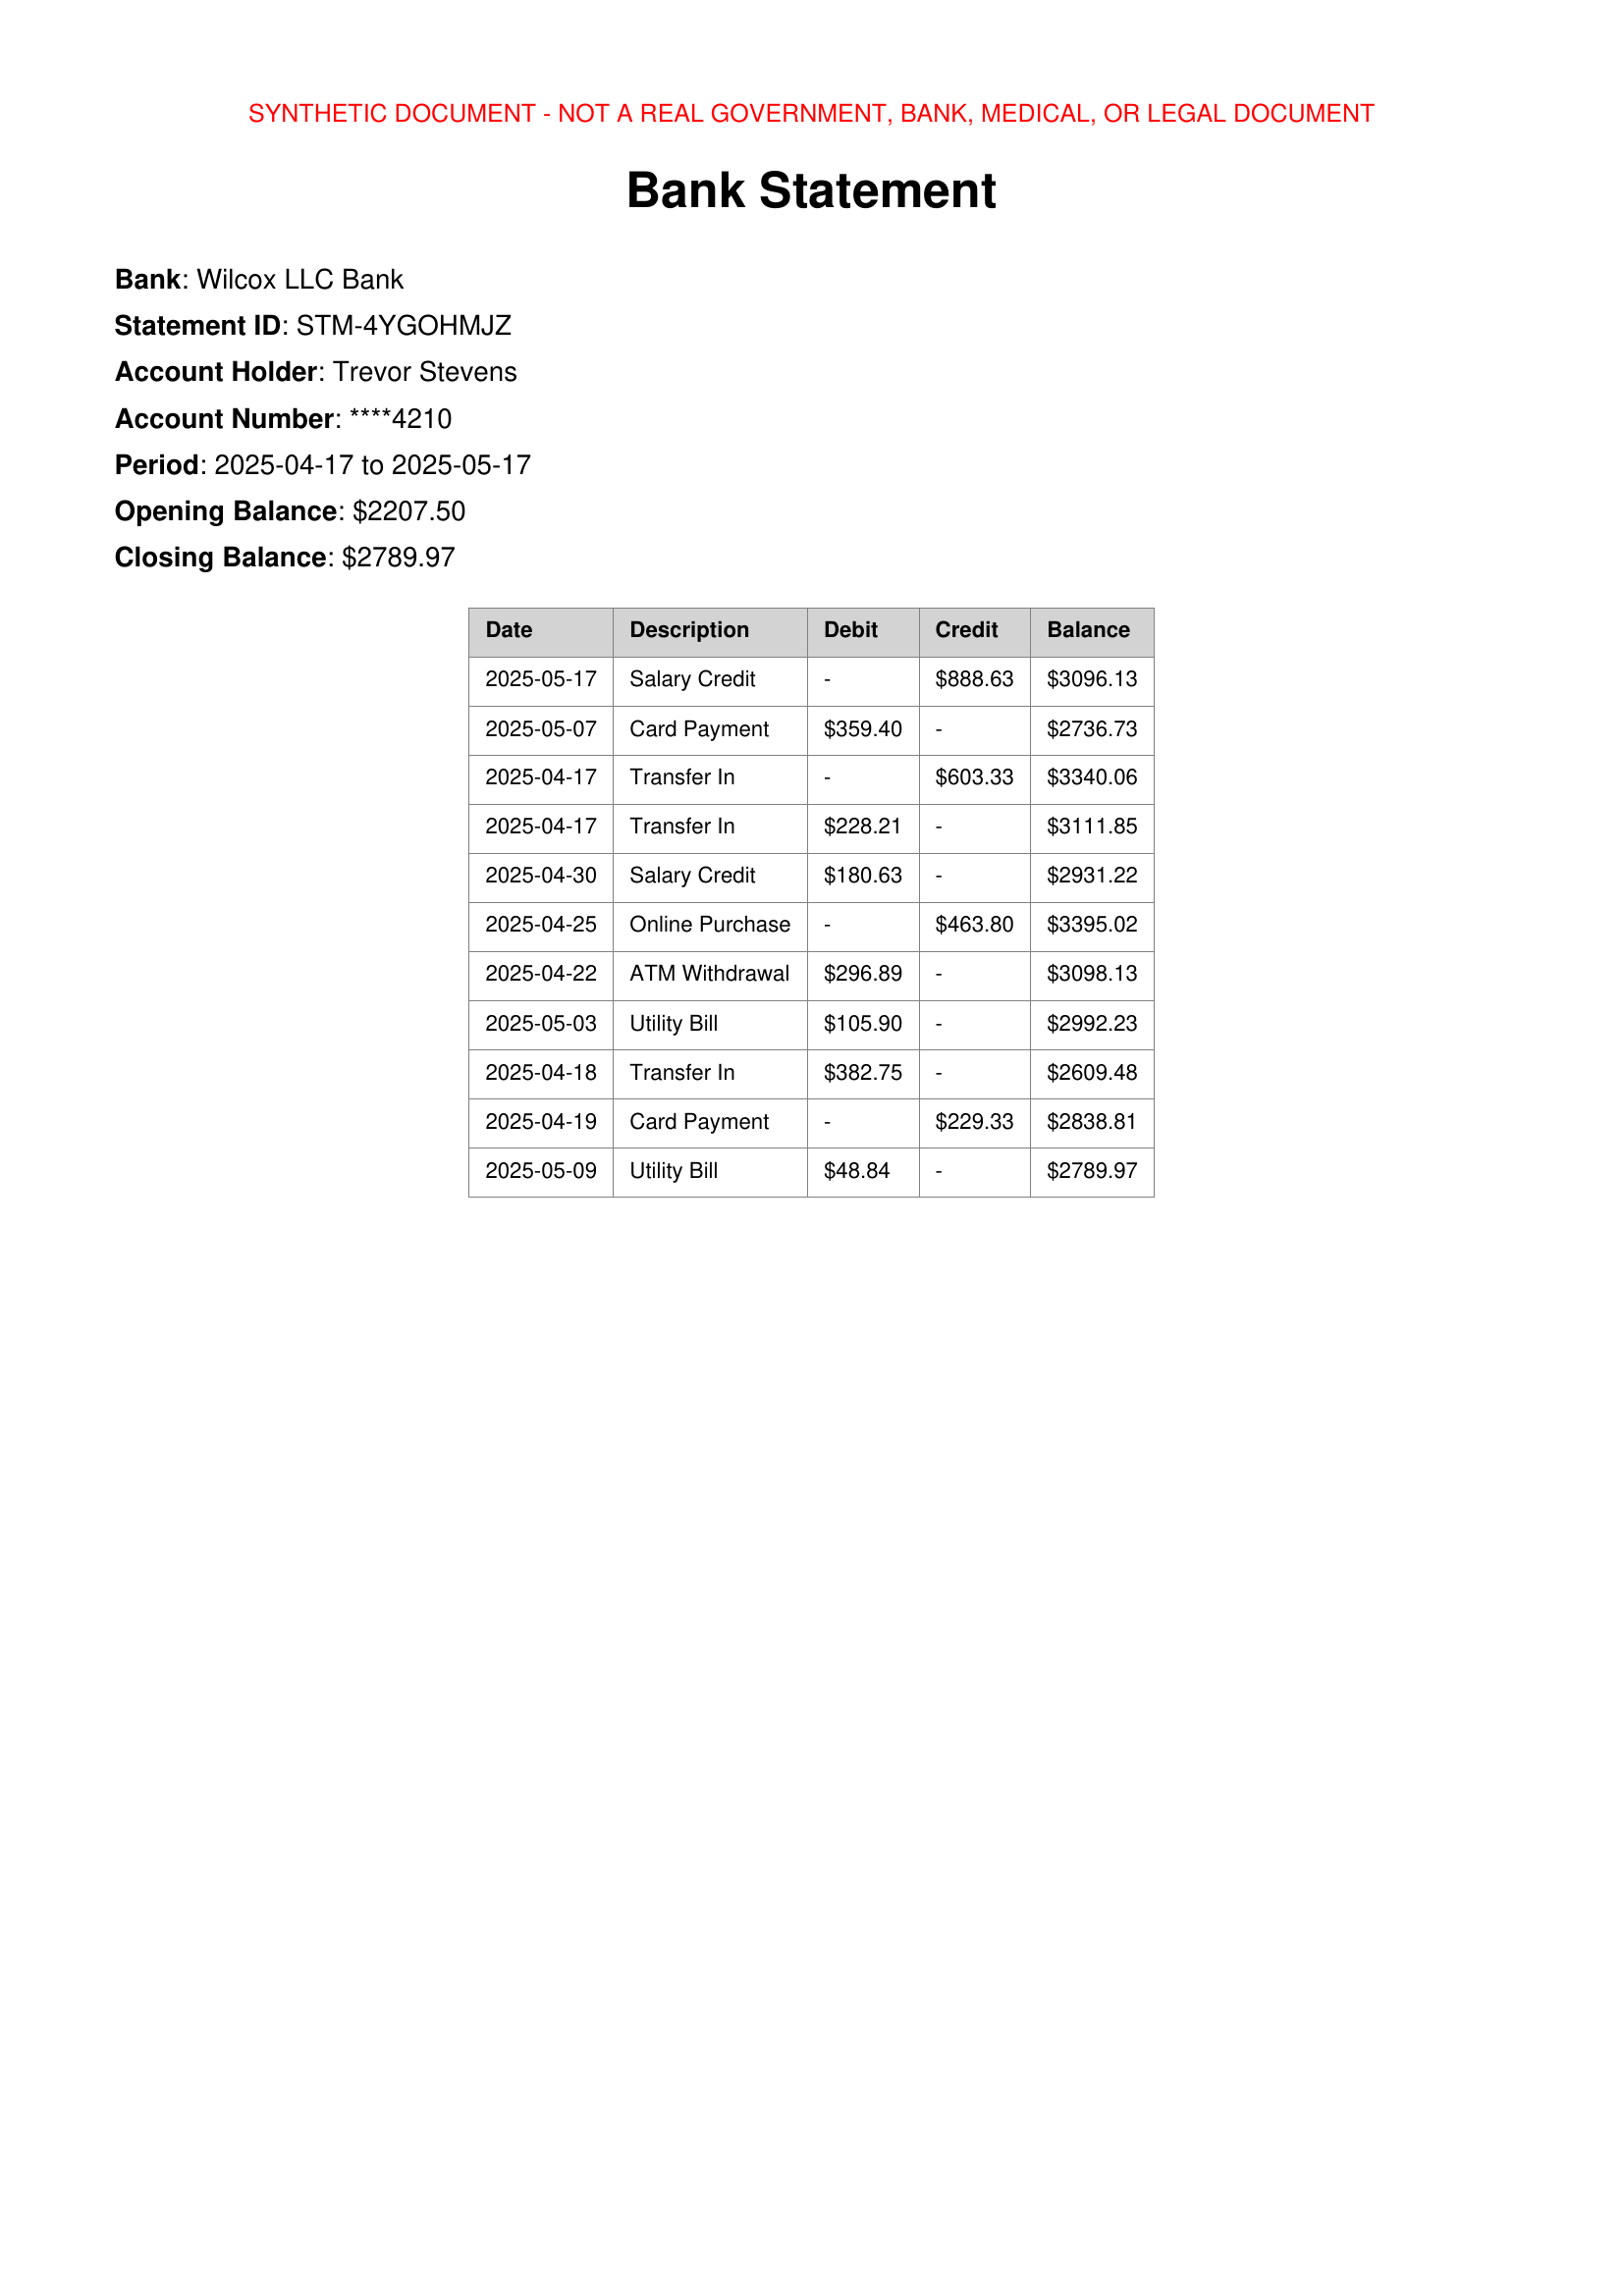 SYNTHETIC DOCUMENT - NOT A REAL GOVERNMENT, BANK, MEDICAL, OR LEGAL DOCUMENT
Bank Statement
Bank: Wilcox LLC Bank
Statement ID: STM-4YGOHMJZ
Account Holder: Trevor Stevens
Account Number: ****4210
Period: 2025-04-17 to 2025-05-17
Opening Balance: $2207.50
Closing Balance: $2789.97
Date Description Debit Credit Balance
2025-05-17 Salary Credit - $888.63 $3096.13
2025-05-07 Card Payment $359.40 - $2736.73
2025-04-17 Transfer In - $603.33 $3340.06
2025-04-17 Transfer In $228.21 - $3111.85
2025-04-30 Salary Credit $180.63 - $2931.22
2025-04-25 Online Purchase - $463.80 $3395.02
2025-04-22 ATM Withdrawal $296.89 - $3098.13
2025-05-03 Utility Bill $105.90 - $2992.23
2025-04-18 Transfer In $382.75 - $2609.48
2025-04-19 Card Payment - $229.33 $2838.81
2025-05-09 Utility Bill $48.84 - $2789.97